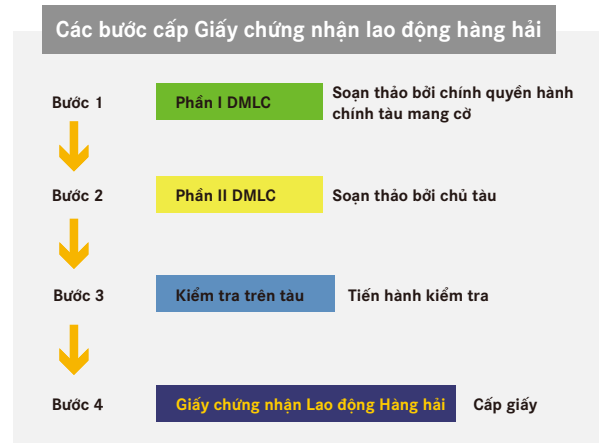 Các bước cấp Giấy chứng nhận lao động hàng hải
Bước 1
Phần I DMLC
Soạn thảo bởi chính quyền hành
chính tàu mang cờ
Bước 2
Phần II DMLC
Soạn thảo bởi chủ tàu
Bước 3
Kiểm tra trên tàu
Tiến hành kiểm tra
Bước 4
Giấy chứng nhận Lao động Hàng hải
Cấp giấy